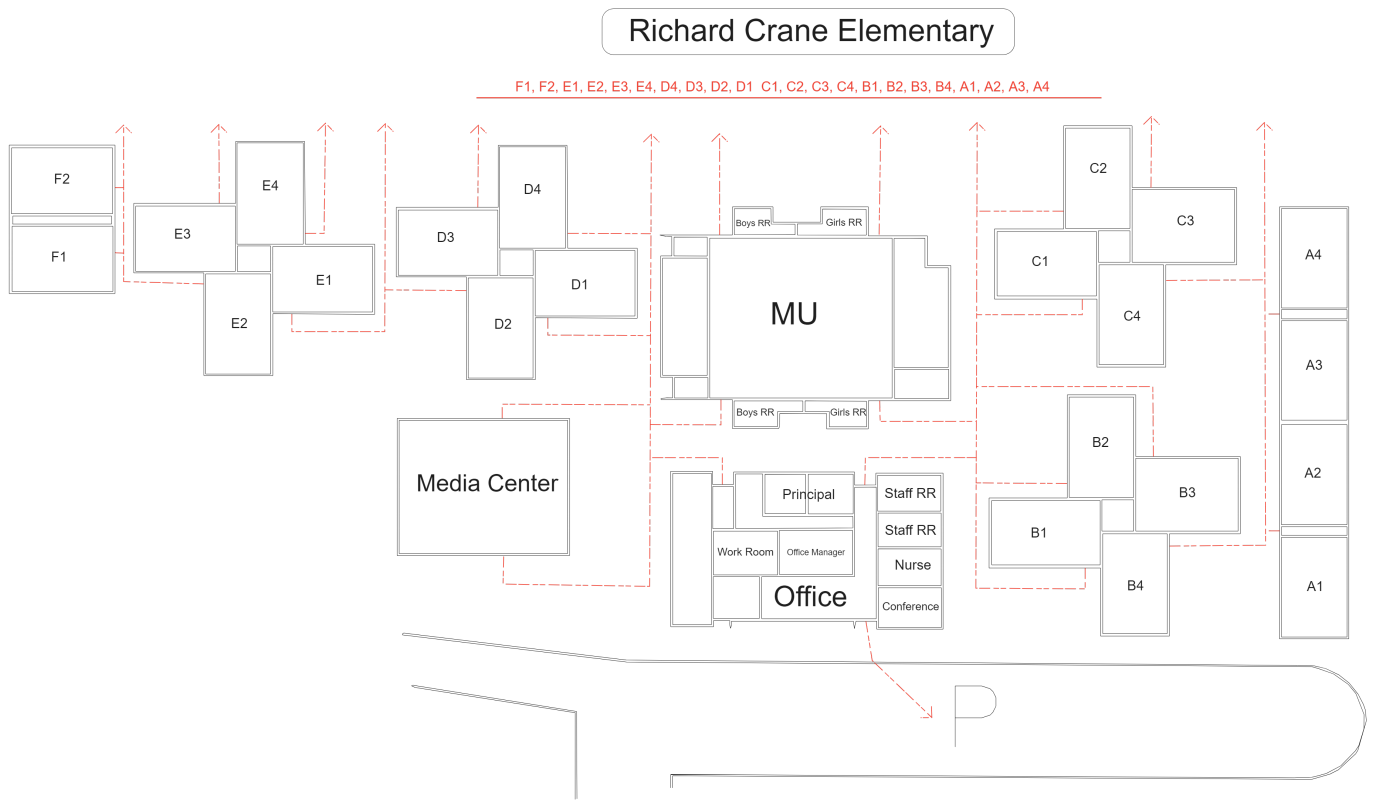 Richard Crane Elementary
F1, F2, E1, E2, E3, E4, D4, D3, D2, D1 C1, C2, C3, C4, B1, B2, B3, B4, A1, A2, A3, A4
F2
F1
E4
E3
E1
E2
D4
D3
D1
D2
Boys RR
Girls RR
MU
Boys RR
Girls RR
C2
C3
C1
C4
A4
A3
A2
A1
B2
B3
B1
B4
Media Center
Principal
Staff RR
Staff RR
Work Room
Office Manager
Nurse
Office
Conference
P